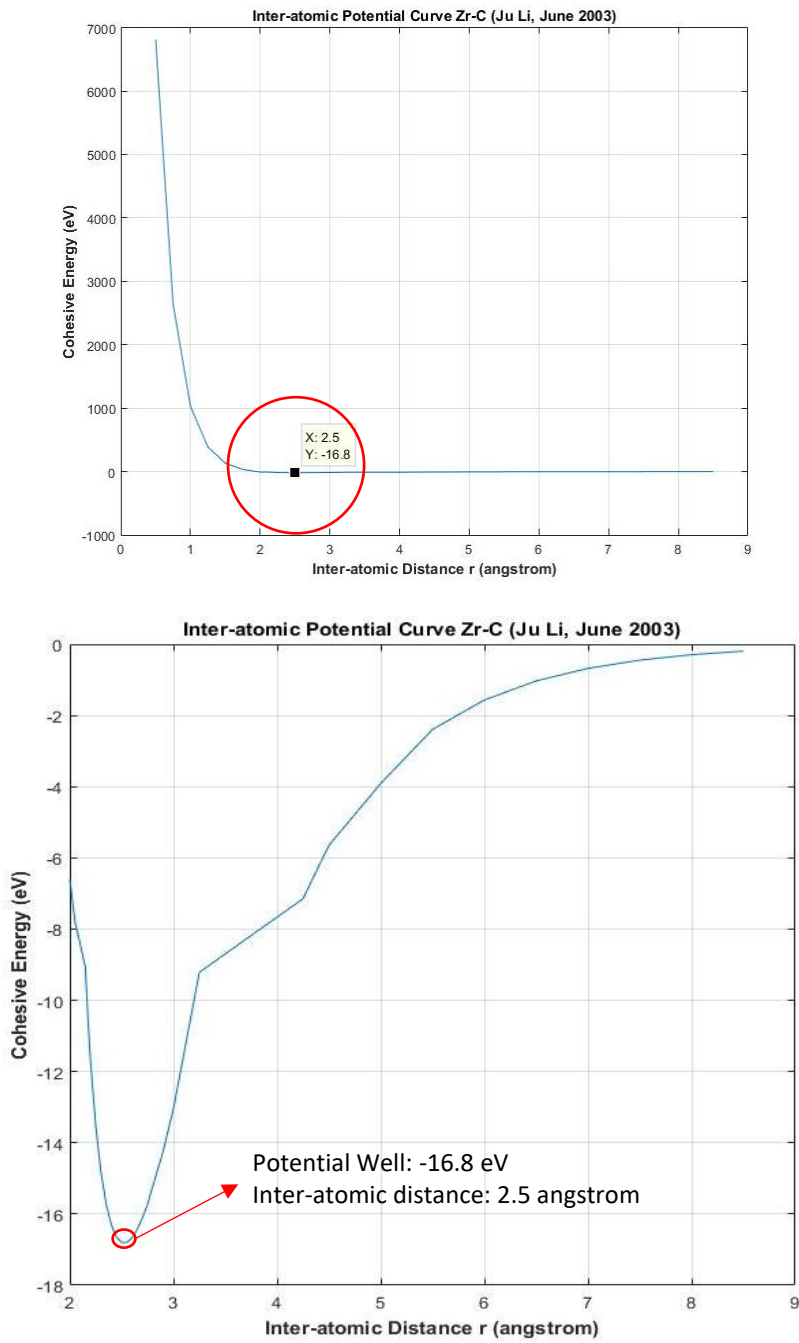 Inter-atomic Potential Curve Zr-C (Ju Li, June 2003)
7000
6000
5000
4000
3000
2000
1000
0
-1000
Cohesive Energy (eV)
X: 2.5
Y: -16.8
0 1 2 3 4 5 6 7 8 9
Inter-atomic Distance r (angstrom)
Inter-atomic Potential Curve Zr-C (Ju Li, June 2003)
0
-2
-4
-6
-8
-10
-12
-14
-16
-18
Cohesive Energy (eV)
Potential Well: -16.8 eV
Inter-atomic distance: 2.5 angstrom
2 3 4 5 6 7 8 9
Inter-atomic Distance r (angstrom)